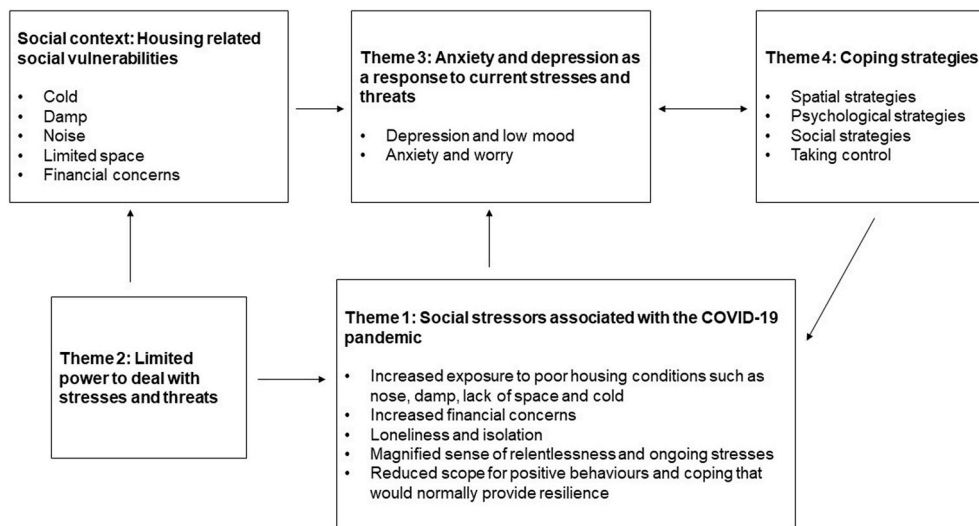 Social context: Housing related
social vulnerabilities
• Cold
• Damp
• Noise
• Limited space
• Financial concerns
Theme 3: Anxiety and depression as
a response to current stresses and
threats
• Depression and low mood
• Anxiety and worry
Theme 4: Coping strategies
• Spatial strategies
• Psychological strategies
• Social strategies
• Taking control
Theme 2: Limited
power to deal with
stresses and threats
Theme 1: Social stressors associated with the COVID-19
pandemic
• Increased exposure to poor housing conditions such as
nose, damp, lack of space and cold
• Increased financial concerns
• Loneliness and isolation
• Magnified sense of relentlessness and ongoing stresses
• Reduced scope for positive behaviours and coping that
would normally provide resilience